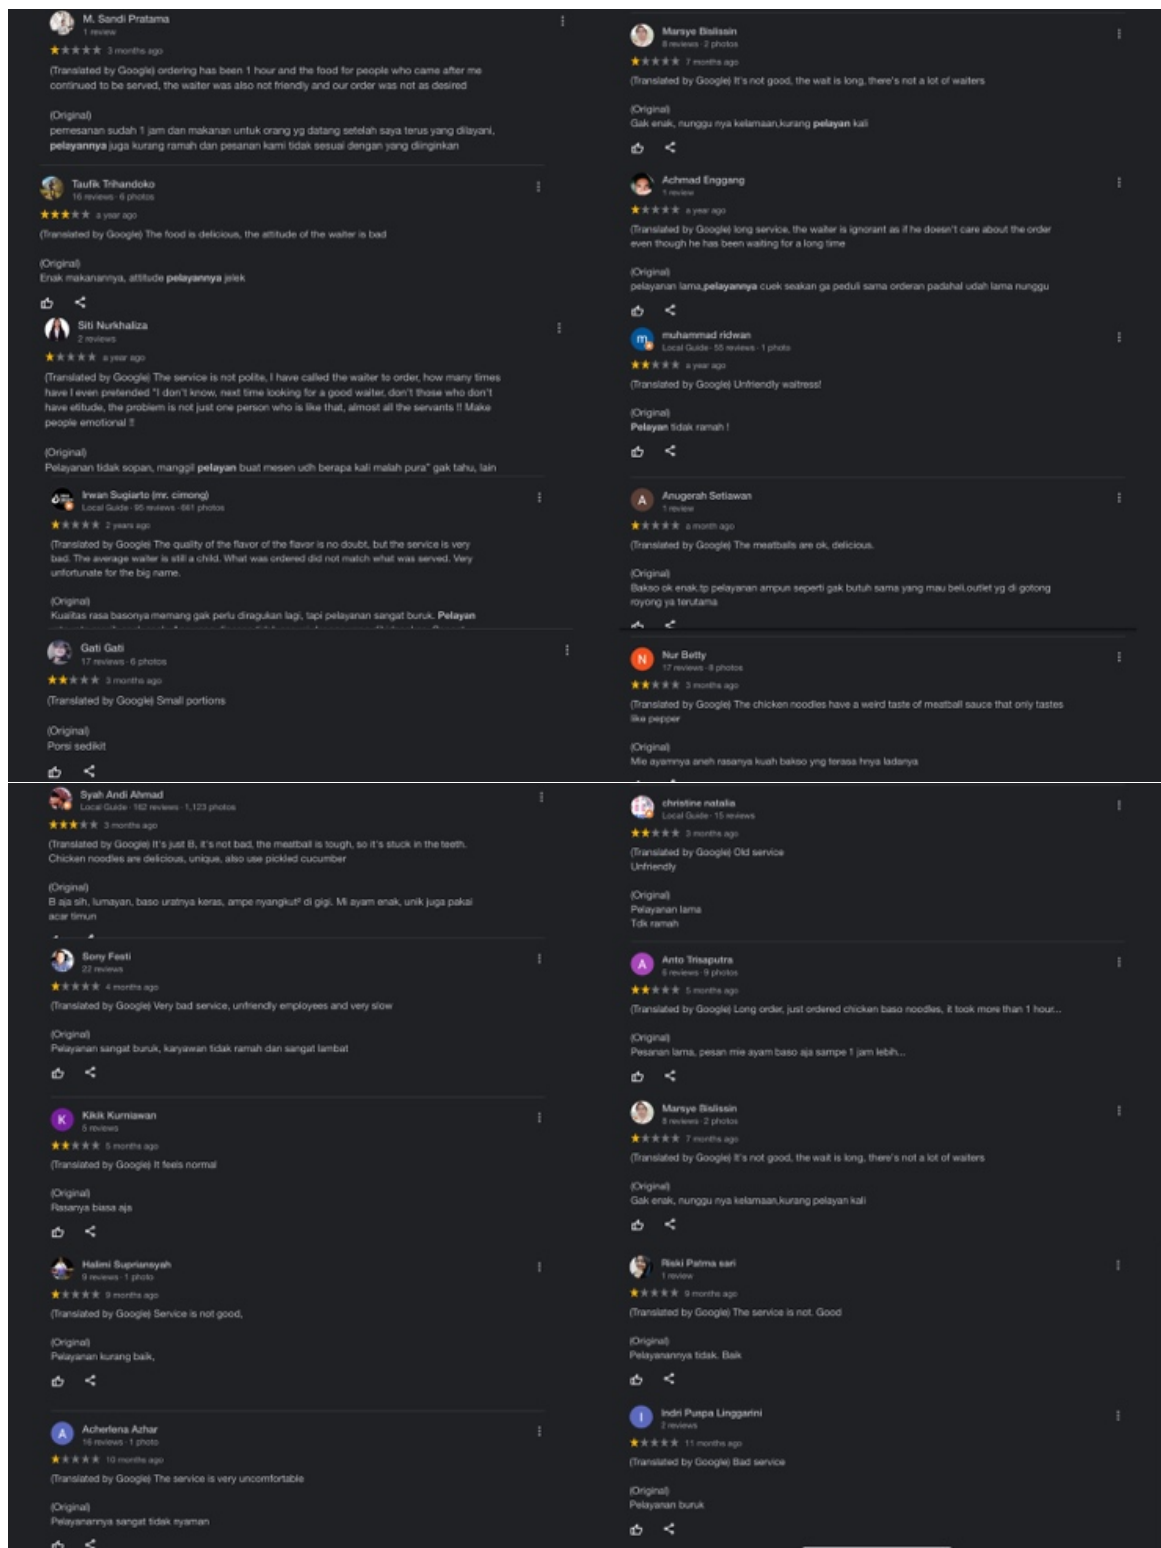 M. Sandi Pratama
1 review
3 months ago
(Translated by Google) ordering has been 1 hour and the food for people who came after me
continued to be served, the waiter was also not friendly and our order was not as desired
(Original)
pemesanan sudah 1 jam dan makanan untuk orang yg datang setelah saya terus yang dilayani,
pelayannya juga kurang ramah dan pesanan kami tidak sesuai dengan yang diinginkan
Taufik Trihandoko
16 reviews · 6 photos
a year ago
(Translated by Google) The food is delicious, the attitude of the waiter is bad
(Original)
Enak makanannya, attitude pelayannya jelek
Siti Nurkhaliza
2 reviews
a year ago
(Translated by Google) The service is not polite, I have called the waiter to order, how many times
have I even pretended "I don't know, next time looking for a good waiter, don't those who don't
have etitude, the problem is not just one person who is like that, almost all the servants !! Make
people emotional !!
(Original)
Pelayanan tidak sopan, manggil pelayan buat mesen udh berapa kali malah pura" gak tahu, lain
Irwan Sugiarto (mr. cimong)
Local Guide · 95 reviews · 661 photos
2 years ago
(Translated by Google) The quality of the flavor of the flavor is no doubt, but the service is very
bad. The average waiter is still a child. What was ordered did not match what was served. Very
unfortunate for the big name.
(Original)
Kualitas rasa basonya memang gak perlu diragukan lagi, tapi pelayanan sangat buruk. Pelayan
Gati Gati
17 reviews · 6 photos
3 months ago
(Translated by Google) Small portions
(Original)
Porsi sedikit
Marsye Bislissin
8 reviews · 2 photos
7 months ago
(Translated by Google) It's not good, the wait is long, there's not a lot of waiters
(Original)
Gak enak, nunggu nya kelamaan,kurang pelayan kali
Achmad Enggang
1 review
a year ago
(Translated by Google) long service, the waiter is ignorant as if he doesn't care about the order
even though he has been waiting for a long time
(Original)
pelayanan lama,pelayannya cuek seakan ga peduli sama orderan padahal udah lama nunggu
muhammad ridwan
Local Guide · 55 reviews · 1 photo
a year ago
(Translated by Google) Unfriendly waitress!
(Original)
Pelayan tidak ramah !
Anugerah Setiawan
1 review
a month ago
(Translated by Google) The meatballs are ok, delicious.
(Original)
Bakso ok enak.tp pelayanan ampun seperti gak butuh sama yang mau beli.outlet yg di gotong
royong ya terutama
Nur Betty
17 reviews · 8 photos
3 months ago
(Translated by Google) The chicken noodles have a weird taste of meatball sauce that only tastes
like pepper
(Original)
Mie ayamnya aneh rasanya kuah bakso yng terasa hnya ladanya
Syah Andi Ahmad
Local Guide · 162 reviews · 1,123 photos
3 months ago
(Translated by Google) It's just B, it's not bad, the meatball is tough, so it's stuck in the teeth.
Chicken noodles are delicious, unique, also use pickled cucumber
(Original)
B aja sih, lumayan, baso uratnya keras, ampe nyangkut² di gigi. Mi ayam enak, unik juga pakai
acar timun
Sony Festi
22 reviews
4 months ago
(Translated by Google) Very bad service, unfriendly employees and very slow
(Original)
Pelayanan sangat buruk, karyawan tidak ramah dan sangat lambat
Kikik Kurniawan
5 reviews
5 months ago
(Translated by Google) It feels normal
(Original)
Rasanya biasa aja
Halimi Supriansyah
9 reviews · 1 photo
9 months ago
(Translated by Google) Service is not good,
(Original)
Pelayanan kurang baik,
Acherlena Azhar
16 reviews · 1 photo
10 months ago
(Translated by Google) The service is very uncomfortable
(Original)
Pelayanannya sangat tidak nyaman
christine natalia
Local Guide · 15 reviews
3 months ago
(Translated by Google) Old service
Unfriendly
(Original)
Pelayanan lama
Tdk ramah
Anto Trisaputra
6 reviews · 9 photos
5 months ago
(Translated by Google) Long order, just ordered chicken baso noodles, it took more than 1 hour...
(Original)
Pesanan lama, pesan mie ayam baso aja sampe 1 jam lebih...
Marsye Bislissin
8 reviews · 2 photos
7 months ago
(Translated by Google) It's not good, the wait is long, there's not a lot of waiters
(Original)
Gak enak, nunggu nya kelamaan,kurang pelayan kali
Riski Patma sari
1 review
9 months ago
(Translated by Google) The service is not. Good
(Original)
Pelayanannya tidak. Baik
Indri Puspa Linggarini
2 reviews
11 months ago
(Translated by Google) Bad service
(Original)
Pelayanan buruk